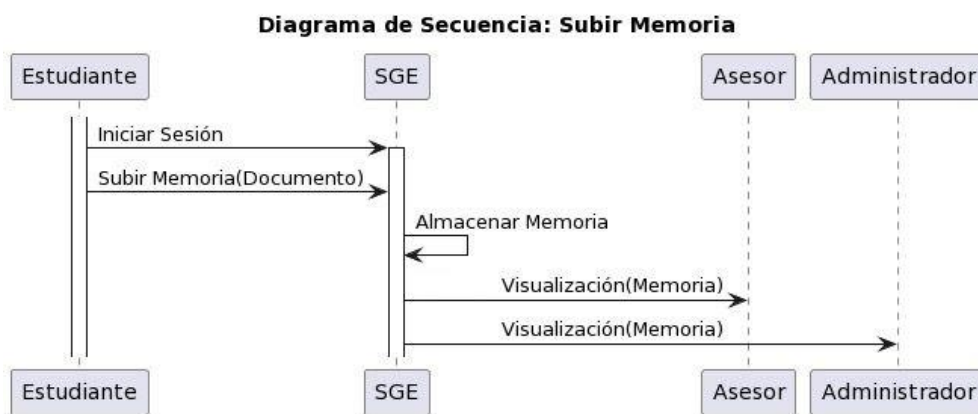 Diagrama de Secuencia: Subir Memoria
Estudiante SGE Asesor Administrador
Iniciar Sesión
Subir Memoria(Documento)
Almacenar Memoria
Visualización(Memoria)
Visualización(Memoria)
Estudiante SGE Asesor Administrador